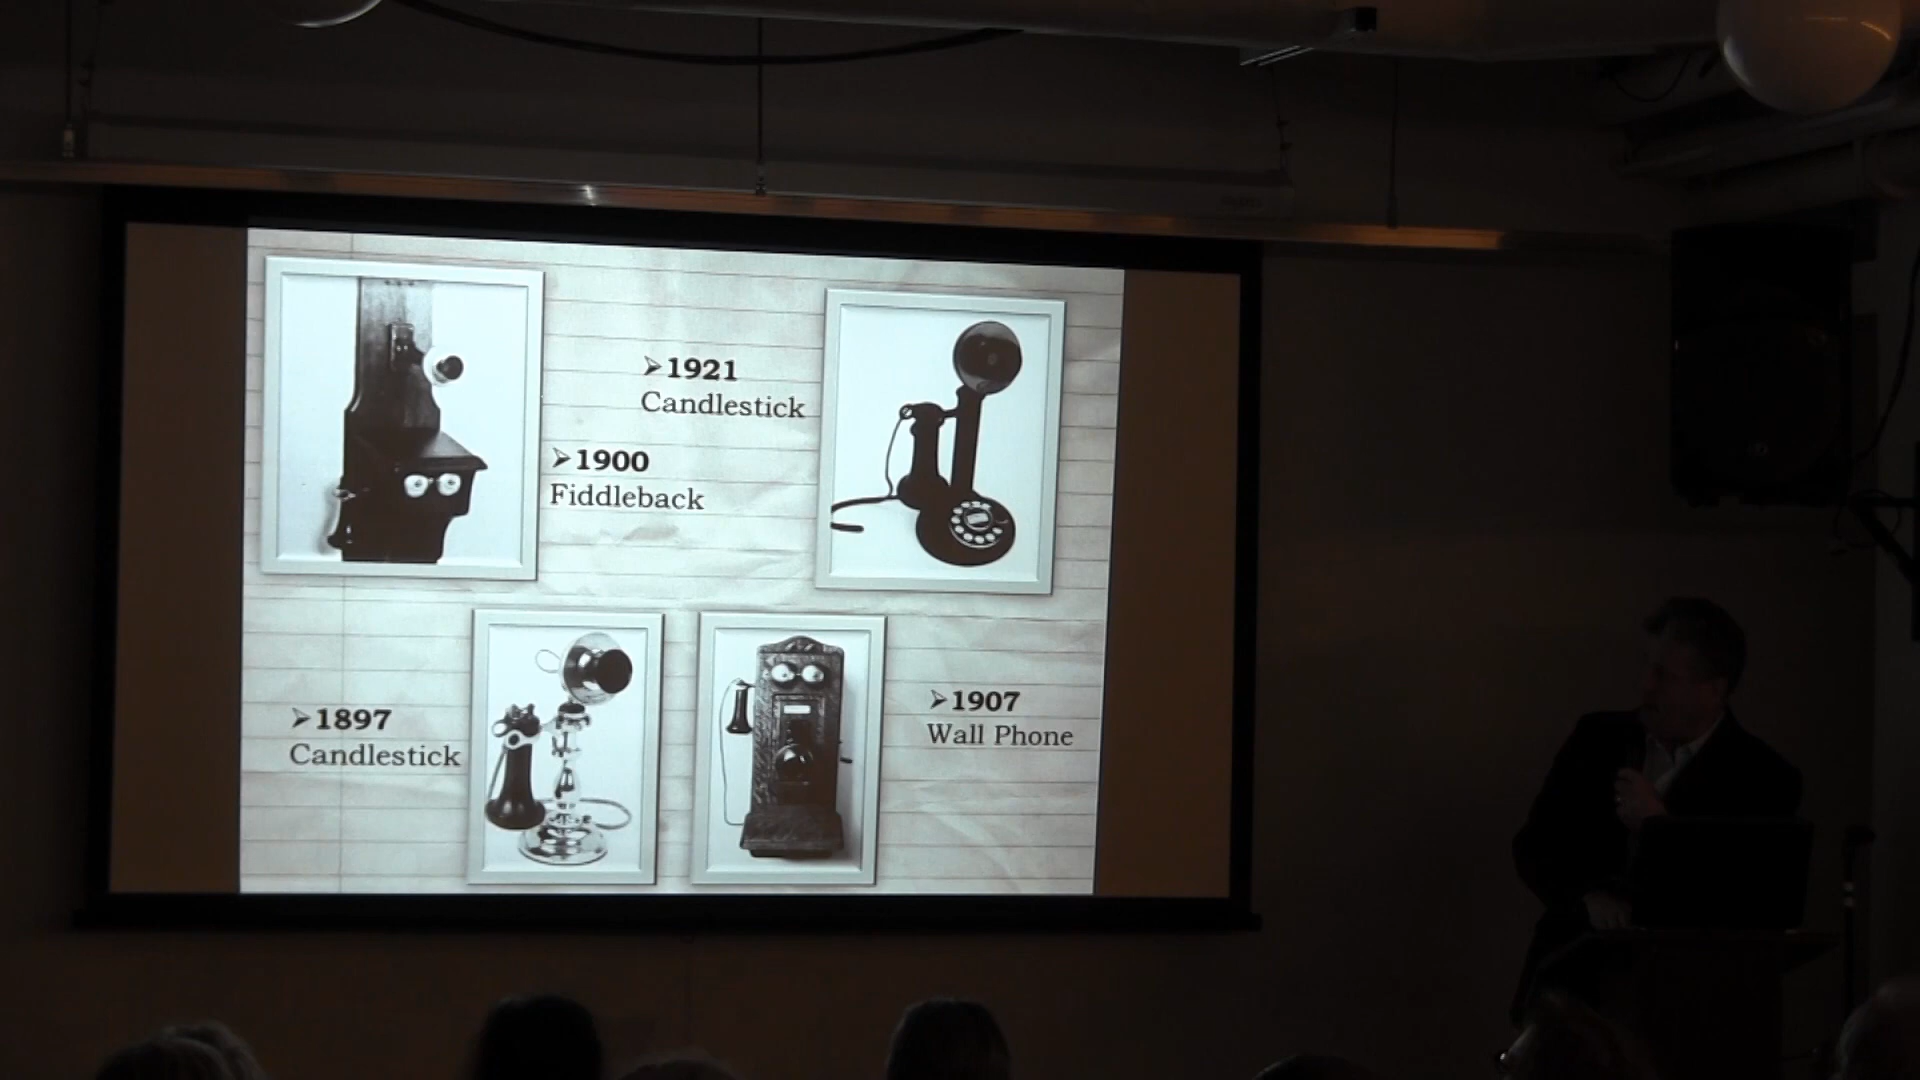 ➢1921
Candlestick
➢1900
Fiddleback
➢1897
Candlestick
➢1907
Wall Phone